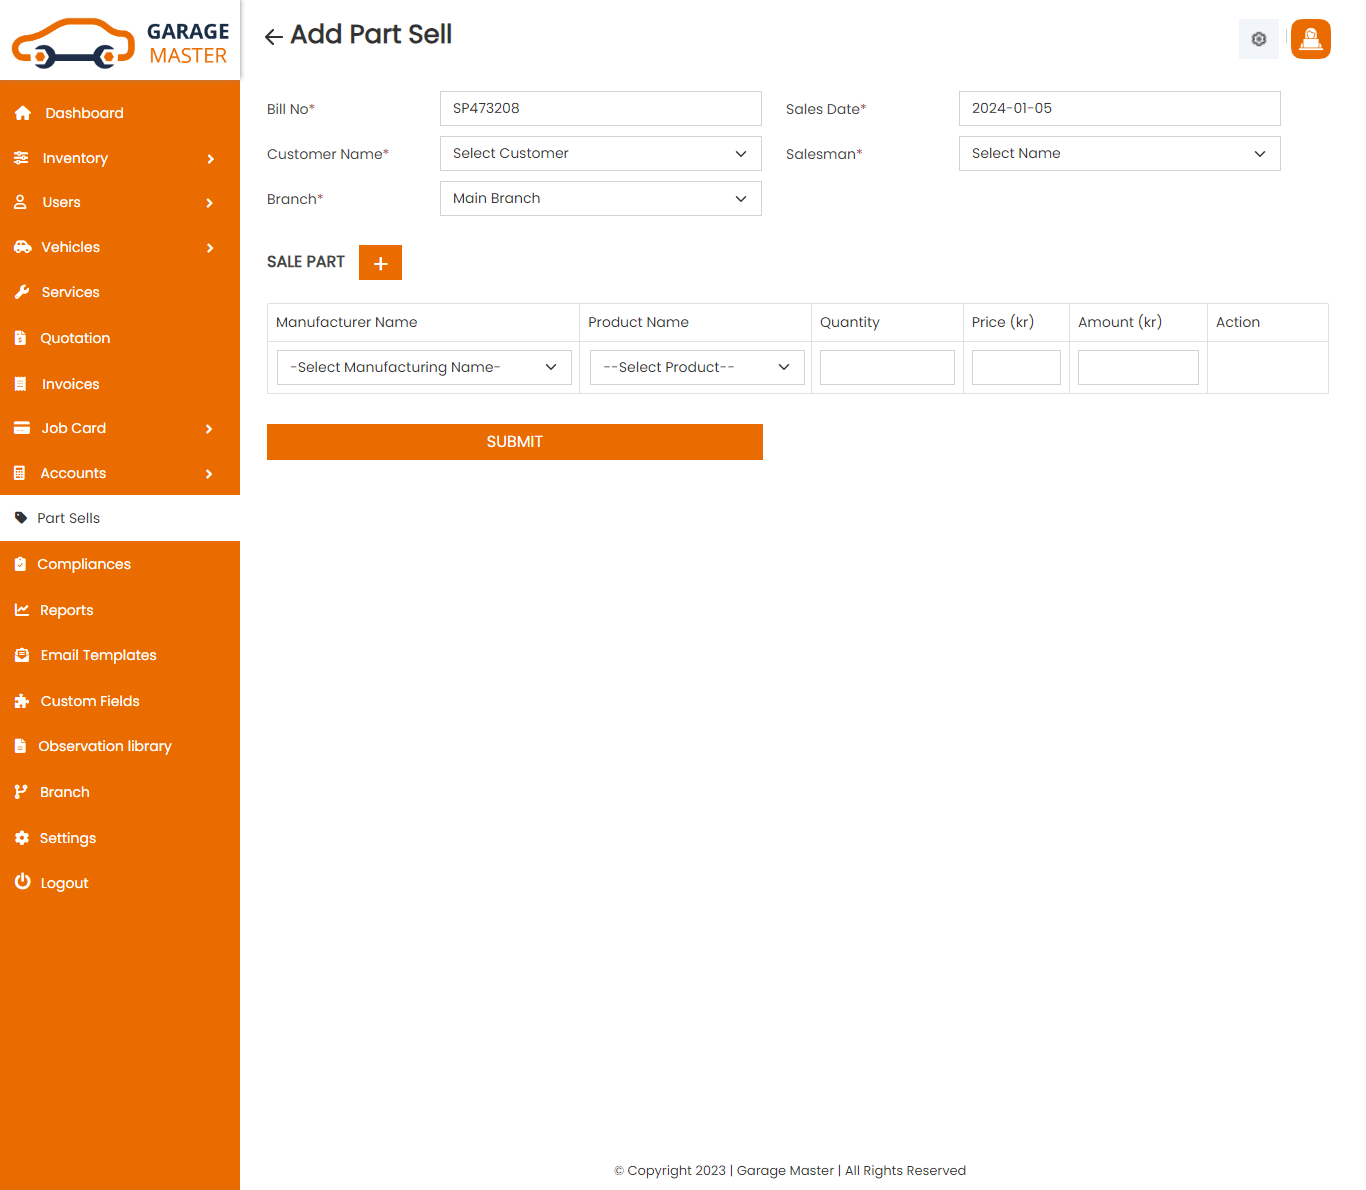 GARAGE
MASTER
Add Part Sell
Dashboard
Inventory
Users
Vehicles
Services
Quotation
Invoices
Job Card
Accounts
Part Sells
Compliances
Reports
Email Templates
Custom Fields
Observation library
Branch
Settings
Logout
Bill No* SP473208 Sales Date* 2024-01-05
Customer Name* Select Customer Salesman* Select Name
Branch* Main Branch
SALE PART +
Manufacturer Name Product Name Quantity Price (kr) Amount (kr) Action
-Select Manufacturing Name- --Select Product--
SUBMIT
© Copyright 2023 | Garage Master | All Rights Reserved